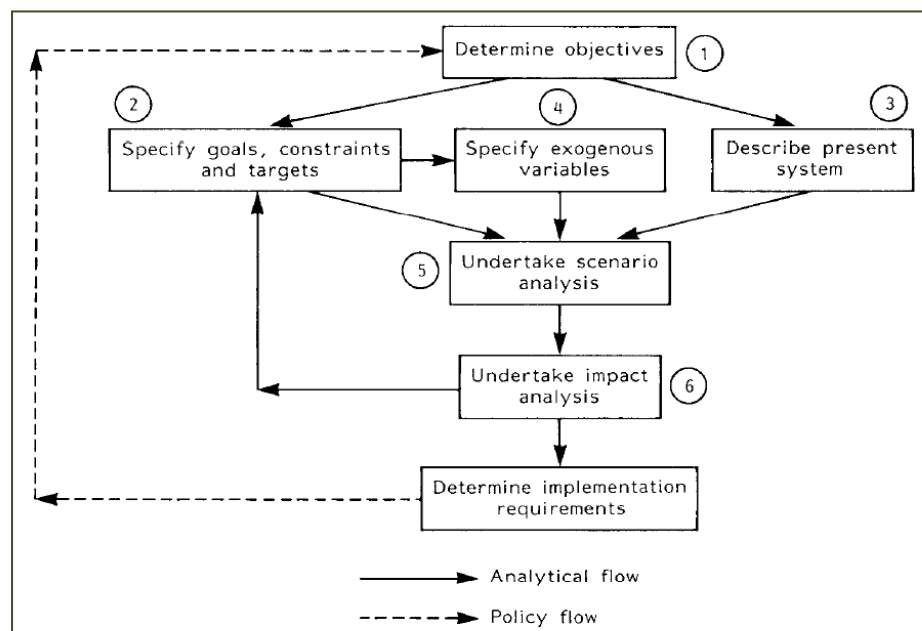 Determine objectives
1
2
4
3
Specify goals, constraints
and targets
Specify exogenous
variables
Describe present
system
5
Undertake scenario
analysis
Undertake impact
analysis
6
Determine implementation
requirements
Analytical flow
Policy flow